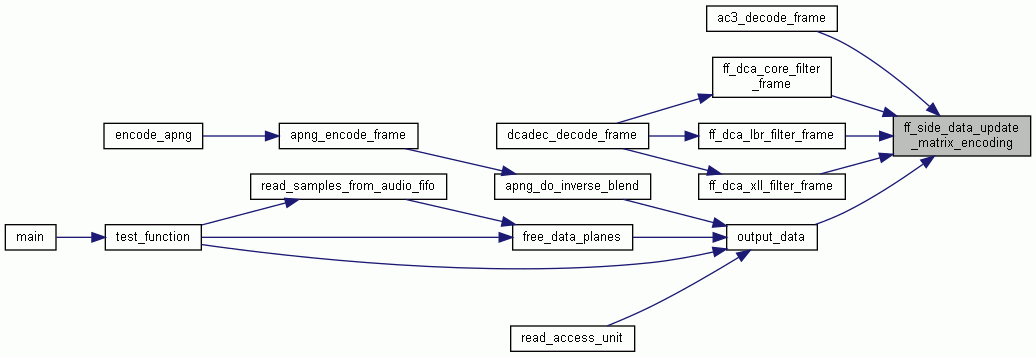 ac3_decode_frame
ff_dca_core_filter
_frame
ff_side_data_update
_matrix_encoding
encode_apng
apng_encode_frame
dcadec_decode_frame
ff_dca_lbr_filter_frame
read_samples_from_audio_fifo
apng_do_inverse_blend
ff_dca_xll_filter_frame
main
test_function
free_data_planes
output_data
read_access_unit